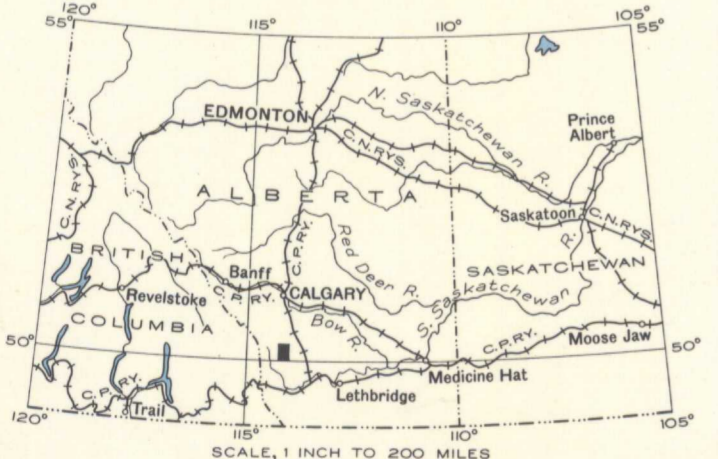 120°
115°
110°
105°
55°
55°
EDMONTON
N. Saskatchewan R.
Prince
Albert
C.N.RYS.
C.N.RYS.
ALBERTA
Saskatoon
C.N.RYS.
C.P.RY.
Red Deer R.
S. Saskatchewan R.
BRITISH
Banff
SASKATCHEWAN
C.P.RY.
CALGARY
Revelstoke
COLUMBIA
Bow R.
C.P.RY.
Moose Jaw
50°
50°
Medicine Hat
C.P.RY.
Lethbridge
Trail
120°
115°
110°
105°
SCALE, 1 INCH TO 200 MILES